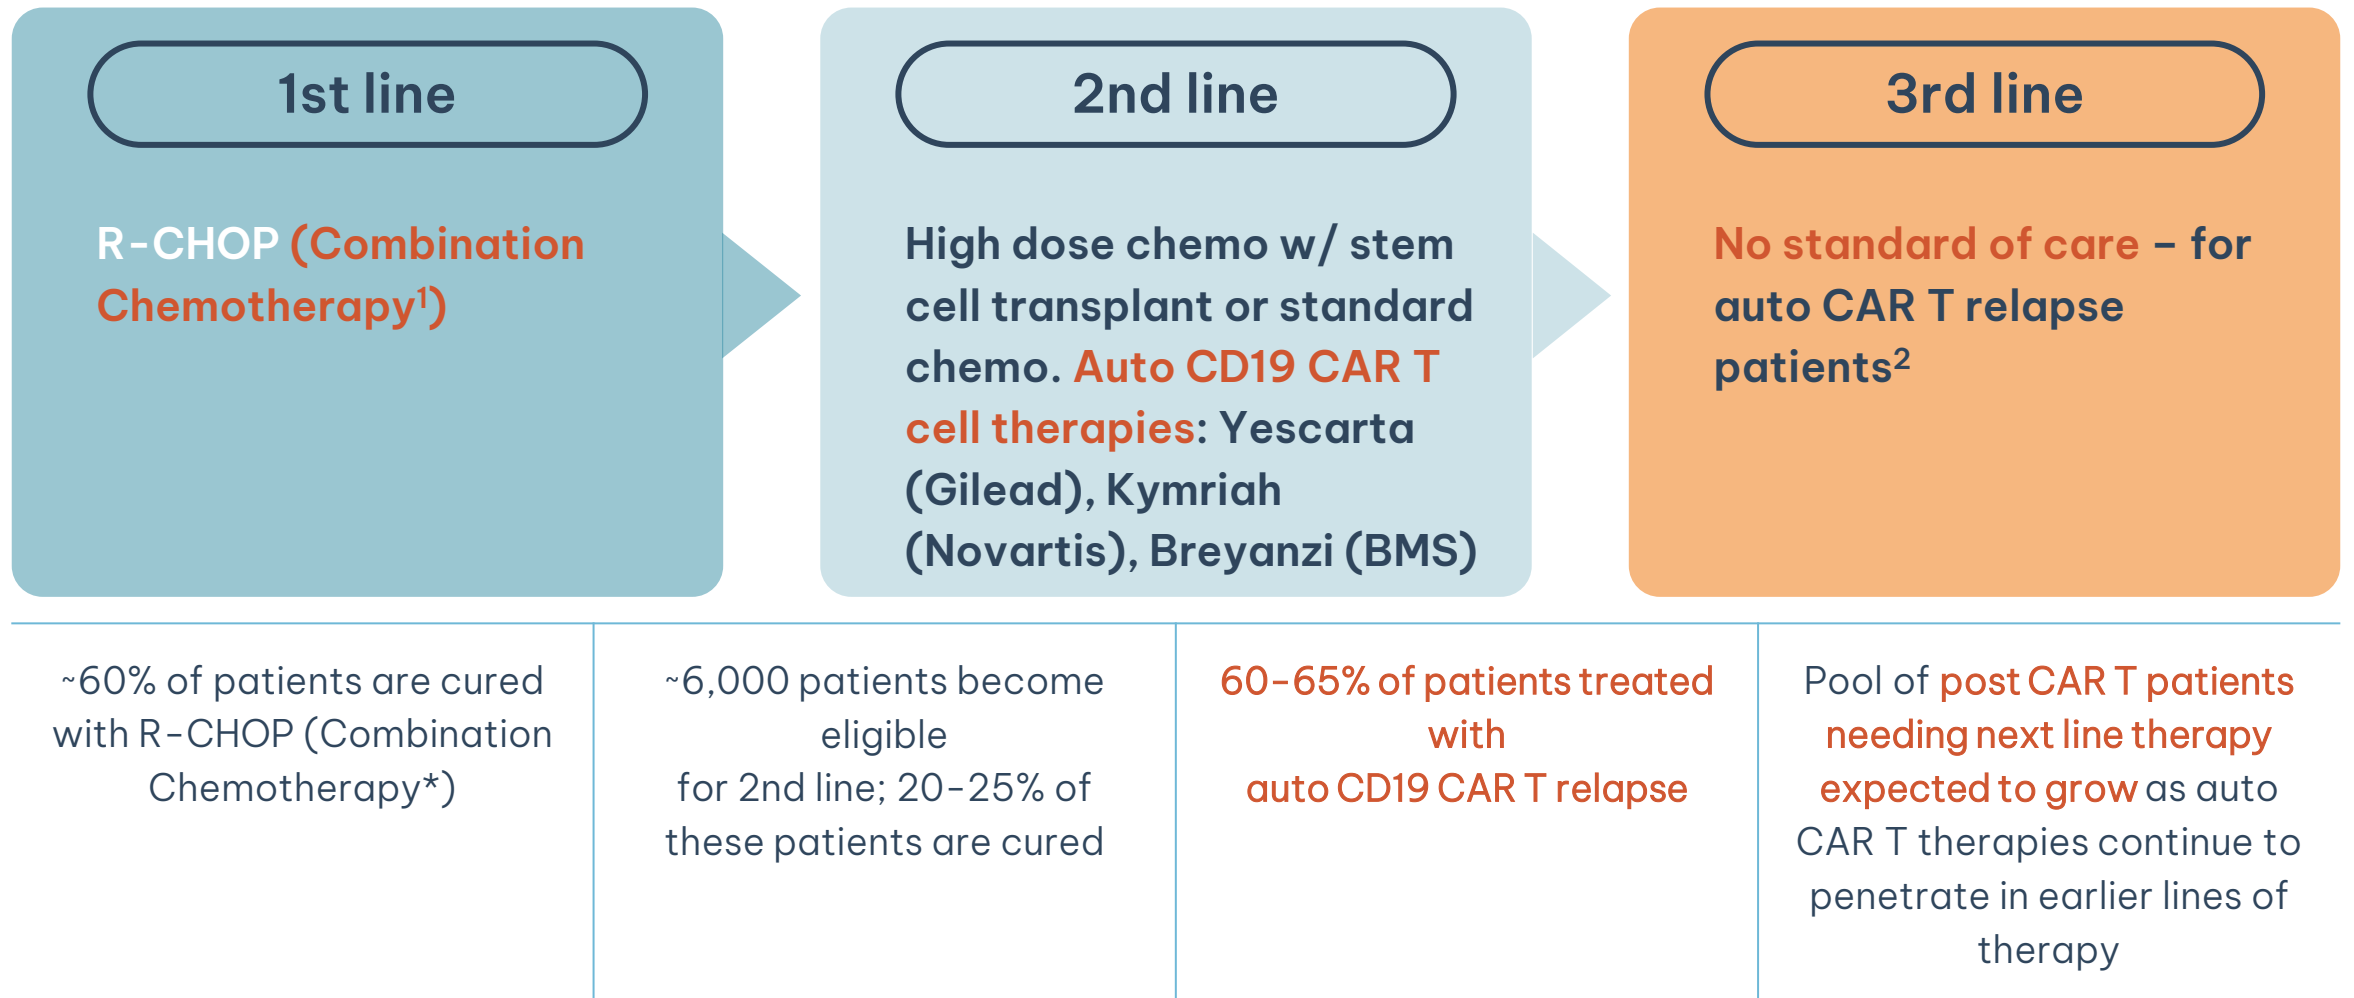 1st line
R-CHOP (Combination
Chemotherapy¹)
2nd line
High dose chemo w/ stem
cell transplant or standard
chemo. Auto CD19 CAR T
cell therapies: Yescarta
(Gilead), Kymriah
(Novartis), Breyanzi (BMS)
3rd line
No standard of care – for
auto CAR T relapse
patients²
~60% of patients are cured
with R-CHOP (Combination
Chemotherapy*)
~6,000 patients become
eligible
for 2nd line; 20-25% of
these patients are cured
60-65% of patients treated
with
auto CD19 CAR T relapse
Pool of post CAR T patients
needing next line therapy
expected to grow as auto
CAR T therapies continue to
penetrate in earlier lines of
therapy